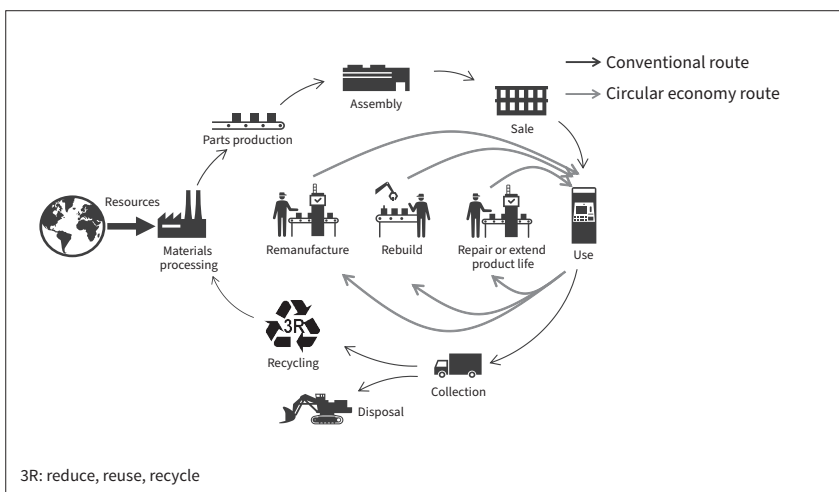 Conventional route
Circular economy route
Assembly
Sale
Parts production
Resources
Materials
processing
Remanufacture
Rebuild
Repair or extend
product life
Use
3R
Recycling
Collection
Disposal
3R: reduce, reuse, recycle